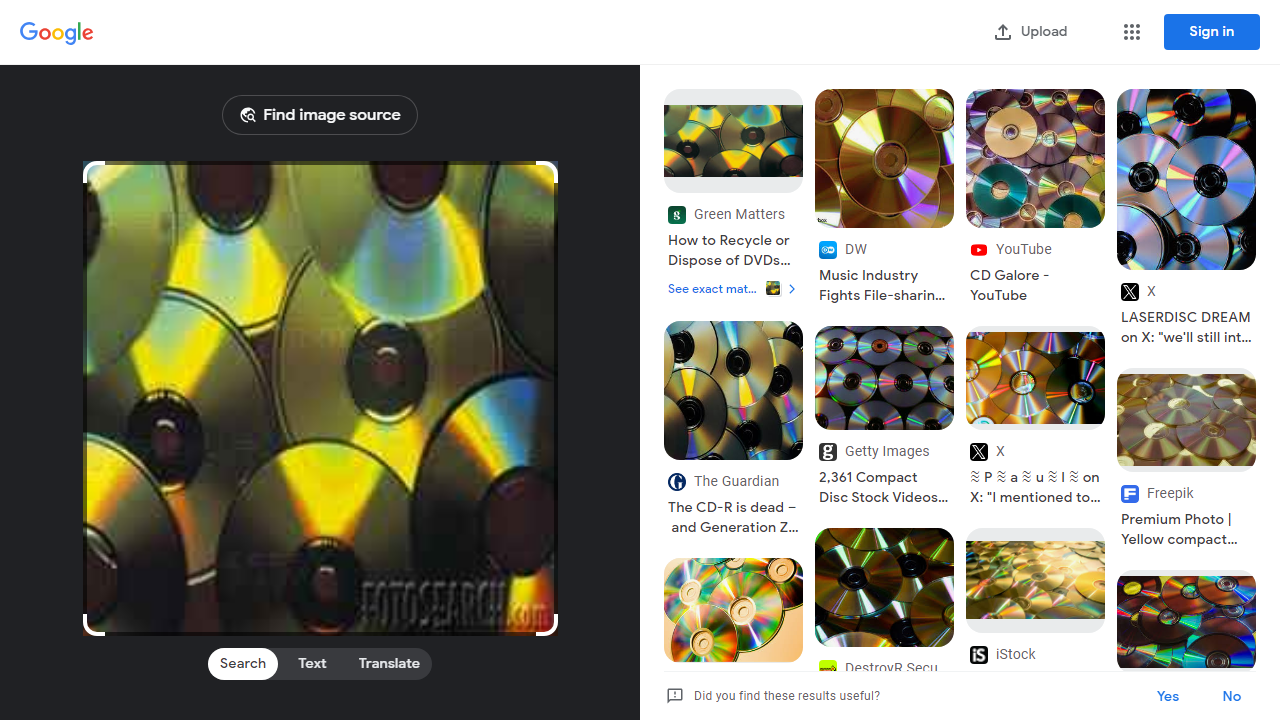 Google
Upload
Sign in
Find image source
FOTOSEARCH.com
Search
Text
Translate
Green Matters
How to Recycle or
Dispose of DVDs...
See exact mat...
The Guardian
The CD-R is dead –
and Generation Z...
DW
Music Industry
Fights File-sharin...
Getty Images
2,361 Compact
Disc Stock Videos...
DestroyR Secu
YouTube
CD Galore -
YouTube
X
≋ P ≋ a ≋ u ≋ l ≋ on
X: "I mentioned to...
iStock
X
LASERDISC DREAM
on X: "we'll still int...
Freepik
Premium Photo |
Yellow compact...
Did you find these results useful?
Yes
No